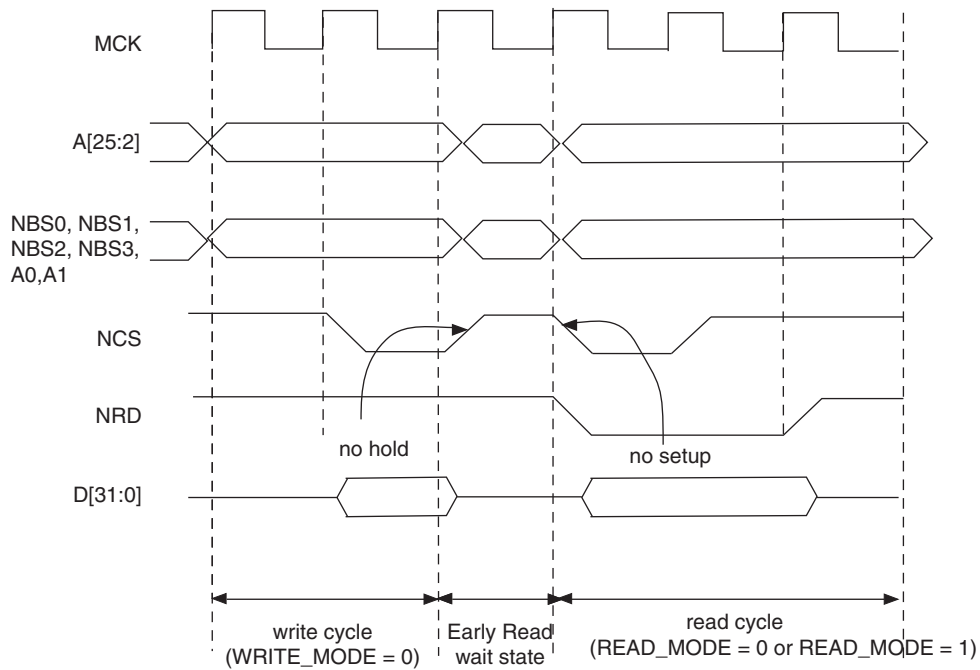 MCK
A[25:2]
NBS0, NBS1,
NBS2, NBS3,
A0,A1
NCS
NRD
no hold
no setup
D[31:0]
write cycle
(WRITE_MODE = 0)
Early Read
wait state
read cycle
(READ_MODE = 0 or READ_MODE = 1)